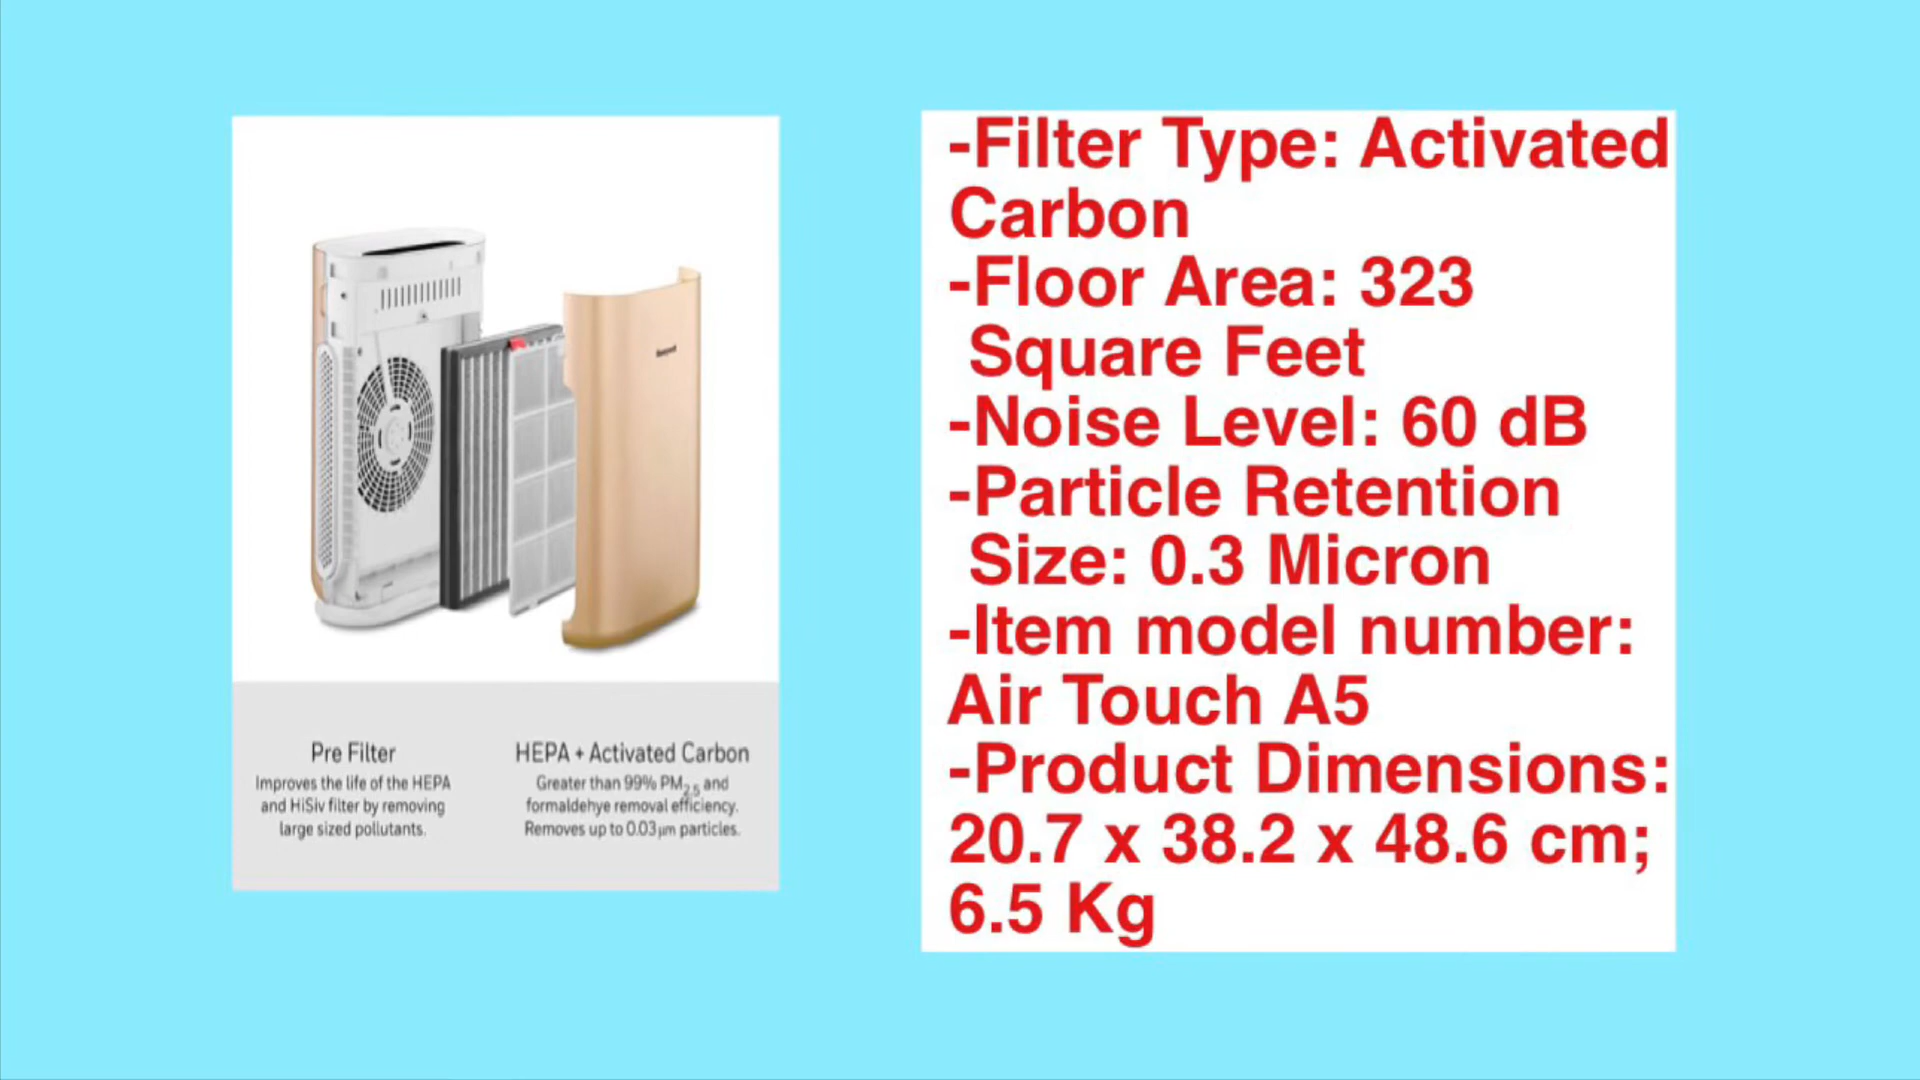 Honeywell
Pre Filter
Improves the life of the HEPA
and HiSiv filter by removing
large sized pollutants.
HEPA + Activated Carbon
Greater than 99% PM2.5 and
formaldehye removal efficiency.
Removes up to 0.03 µm particles.
-Filter Type: Activated
Carbon
-Floor Area: 323
Square Feet
-Noise Level: 60 dB
-Particle Retention
Size: 0.3 Micron
-Item model number:
Air Touch A5
-Product Dimensions:
20.7 x 38.2 x 48.6 cm;
6.5 Kg